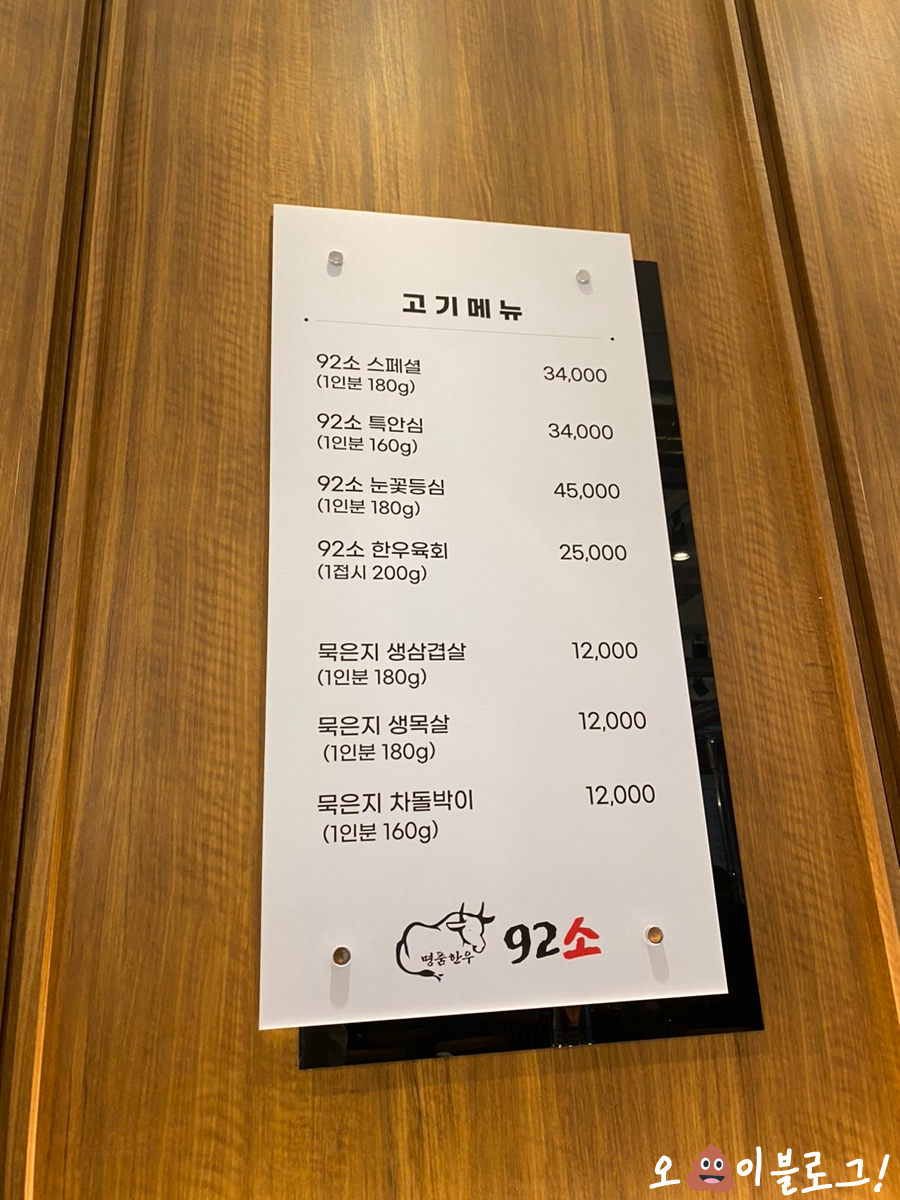 고기메뉴
92소 스페셜 34,000
(1인분 180g)
92소 특안심 34,000
(1인분 160g)
92소 눈꽃등심 45,000
(1인분 180g)
92소 한우육회 25,000
(1접시 200g)
묵은지 생삼겹살 12,000
(1인분 180g)
묵은지 생목살 12,000
(1인분 180g)
묵은지 차돌박이 12,000
(1인분 160g)
명품한우 92소
오💩이블로그!